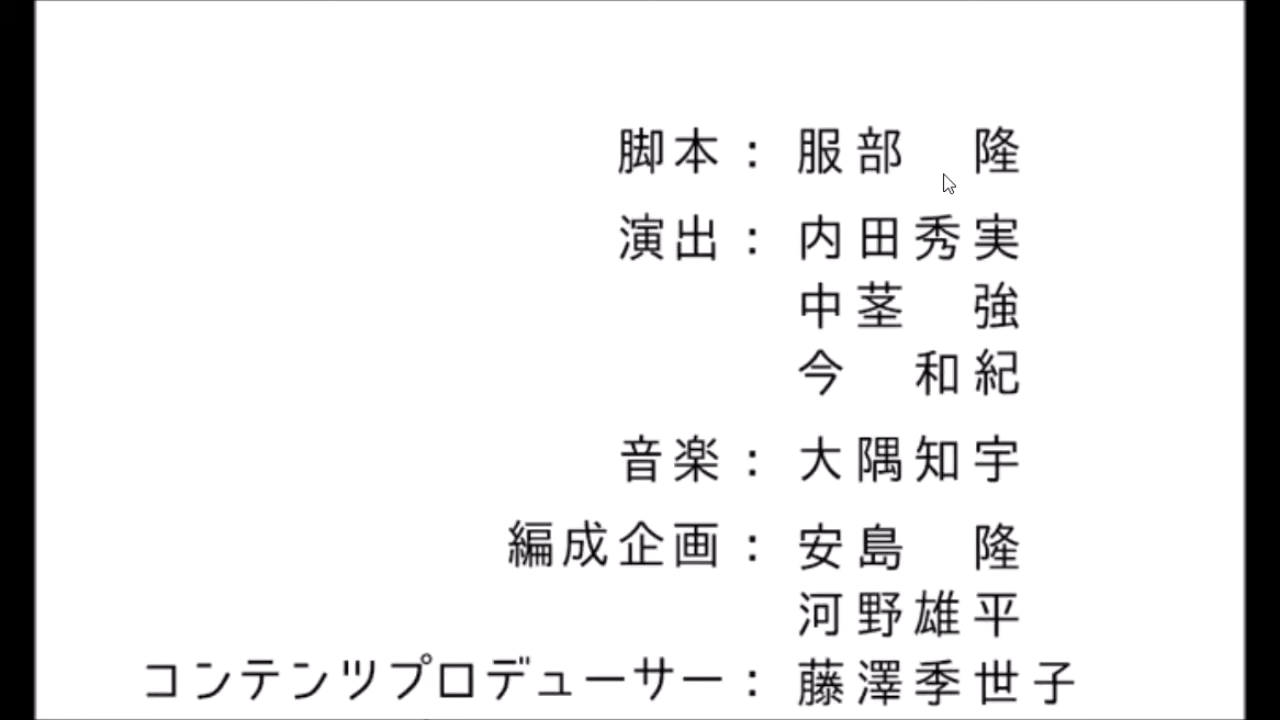 脚本：服部　隆
演出：内田秀実
中茎　強
今　和紀
音楽：大隅知宇
編成企画：安島　隆
河野雄平
コンテンツプロデューサー：藤澤季世子